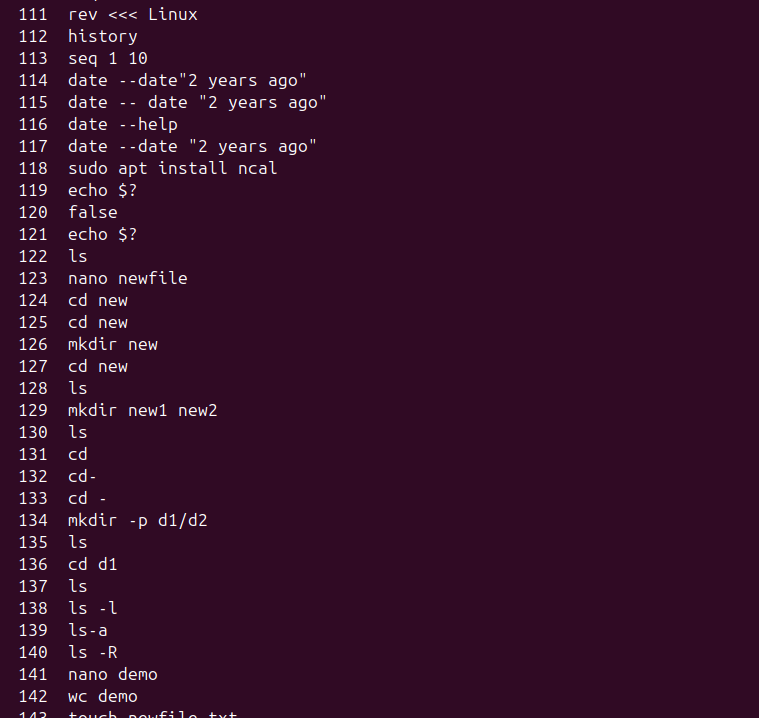 111 rev <<< Linux
112 history
113 seq 1 10
114 date --date"2 years ago"
115 date -- date "2 years ago"
116 date --help
117 date --date "2 years ago"
118 sudo apt install ncal
119 echo $?
120 false
121 echo $?
122 ls
123 nano newfile
124 cd new
125 cd new
126 mkdir new
127 cd new
128 ls
129 mkdir new1 new2
130 ls
131 cd
132 cd-
133 cd -
134 mkdir -p d1/d2
135 ls
136 cd d1
137 ls
138 ls -l
139 ls-a
140 ls -R
141 nano demo
142 wc demo
143 touch newfile.txt